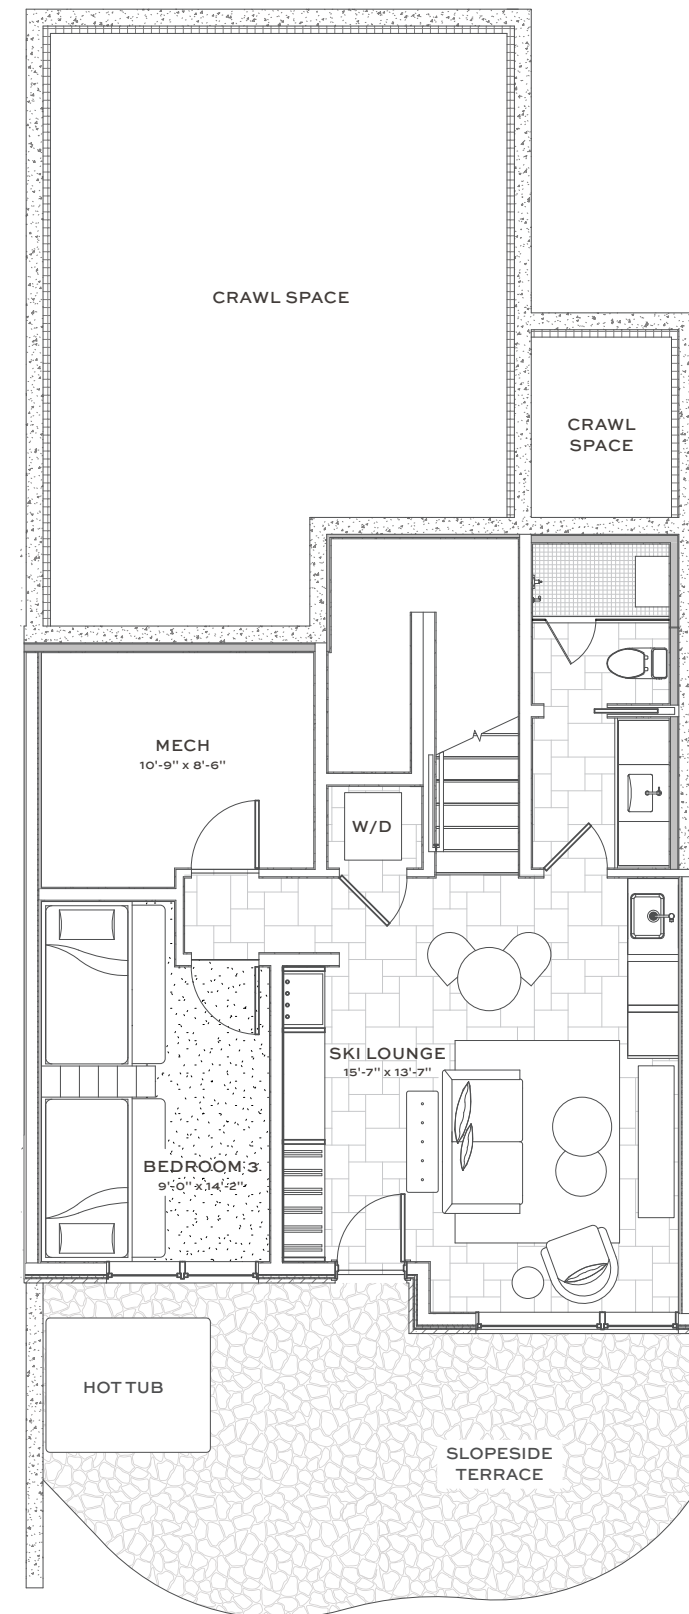 CRAWL SPACE
CRAWL
SPACE
MECH
10'-9" x 8'-6"
W/D
SKI LOUNGE
15'-7" x 13'-7"
BEDROOM 3
9'-0" x 14'-2"
HOT TUB
SLOPESIDE
TERRACE